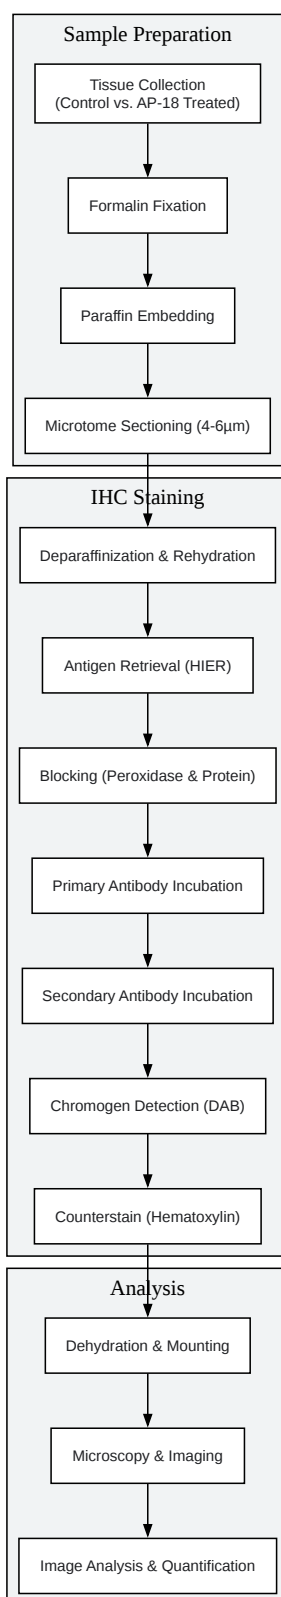 Sample Preparation
Tissue Collection
(Control vs. AP-18 Treated)
Formalin Fixation
Paraffin Embedding
Microtome Sectioning (4-6µm)
IHC Staining
Deparaffinization & Rehydration
Antigen Retrieval (HIER)
Blocking (Peroxidase & Protein)
Primary Antibody Incubation
Secondary Antibody Incubation
Chromogen Detection (DAB)
Counterstain (Hematoxylin)
Analysis
Dehydration & Mounting
Microscopy & Imaging
Image Analysis & Quantification